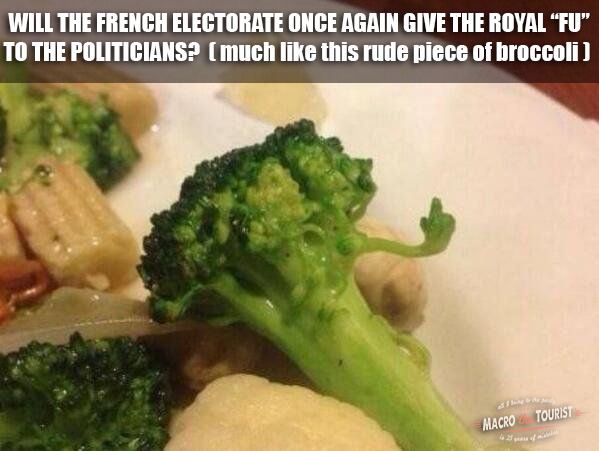 WILL THE FRENCH ELECTORATE ONCE AGAIN GIVE THE ROYAL “FU”
TO THE POLITICIANS? ( much like this rude piece of broccoli )
MACRO the TOURIST